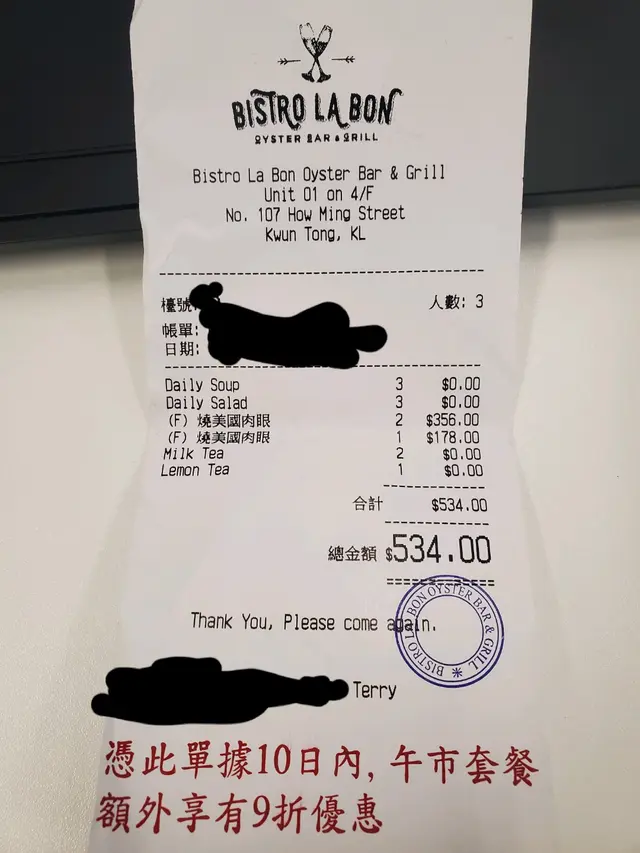 BISTRO LA BON
OYSTER BAR & GRILL
Bistro La Bon Oyster Bar & Grill
Unit 01 on 4/F
No. 107 How Ming Street
Kwun Tong, KL
檯號: 人數: 3
帳單:
日期:
Daily Soup 3 $0.00
Daily Salad 3 $0.00
(F) 燒美國肉眼 2 $356.00
(F) 燒美國肉眼 1 $178.00
Milk Tea 2 $0.00
Lemon Tea 1 $0.00
合計 $534.00
總金額 $534.00
Thank You, Please come again.
BISTRO LA BON OYSTER BAR & GRILL
Terry
憑此單據10日內, 午市套餐
額外享有9折優惠